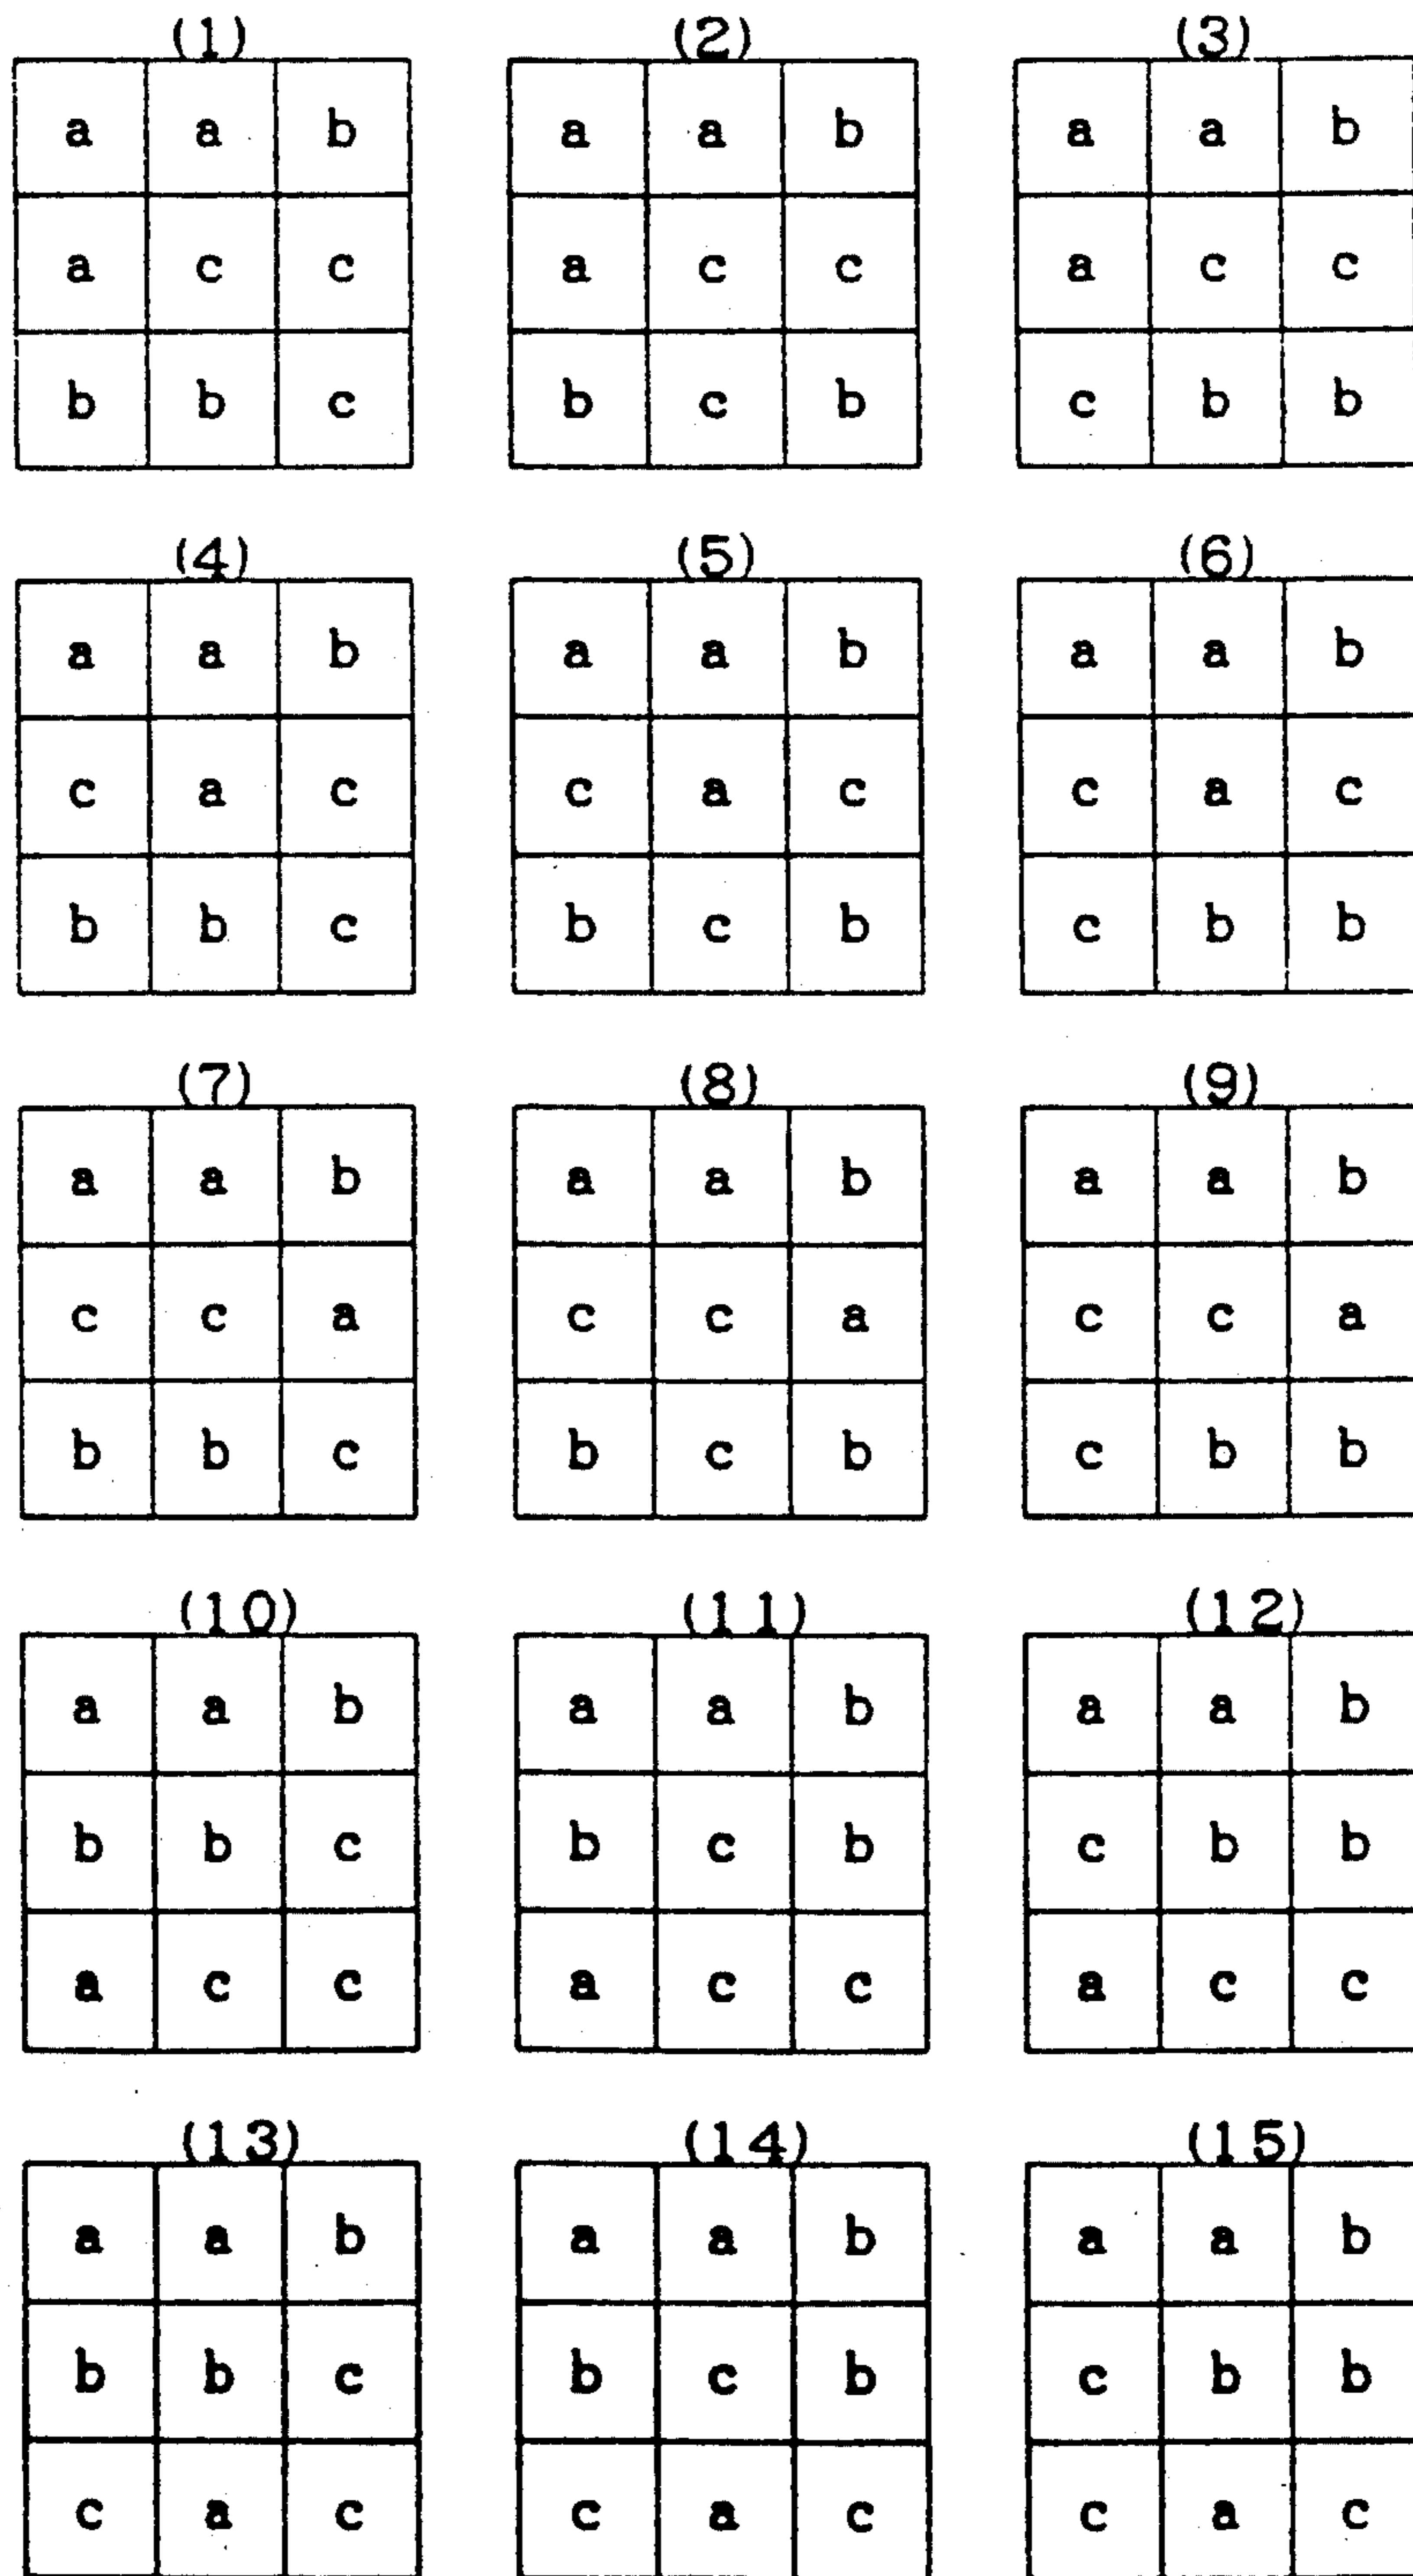 (1) (2) (3)
a a b a a b a a b
a c c a c c a c c
b b c b c b c b b
(4) (5) (6)
a a b a a b a a b
c a c c a c c a c
b b c b c b c b b
(7) (8) (9)
a a b a a b a a b
c c a c c a c c a
b b c b c b c b b
(10) (11) (12)
a a b a a b a a b
b b c b c b c b b
a c c a c c a c c
(13) (14) (15)
a a b a a b a a b
b b c b c b c b b
c a c c a c c a c